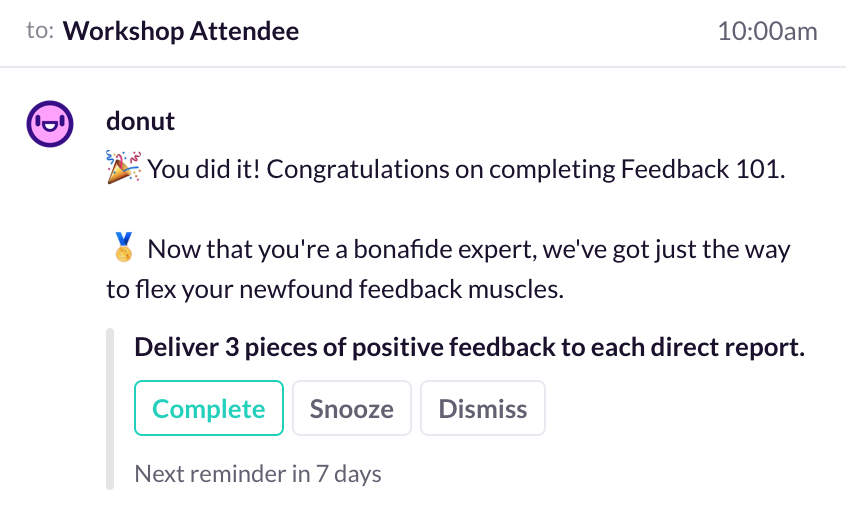 to: Workshop Attendee 10:00am
donut
🎉 You did it! Congratulations on completing Feedback 101.
🏅 Now that you're a bonafide expert, we've got just the way
to flex your newfound feedback muscles.
Deliver 3 pieces of positive feedback to each direct report.
Complete Snooze Dismiss
Next reminder in 7 days